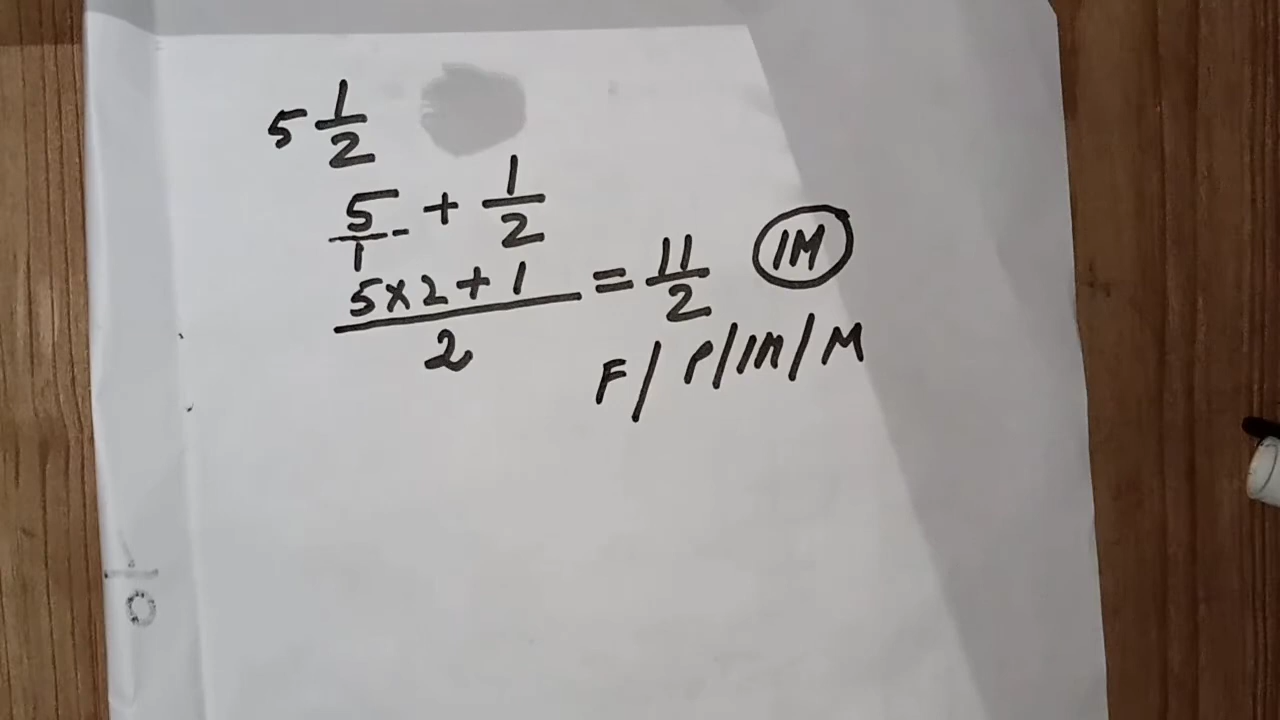 5 1/2
5/1 + 1/2
(5×2+1)/2 = 11/2 IM
F/P/IM/M